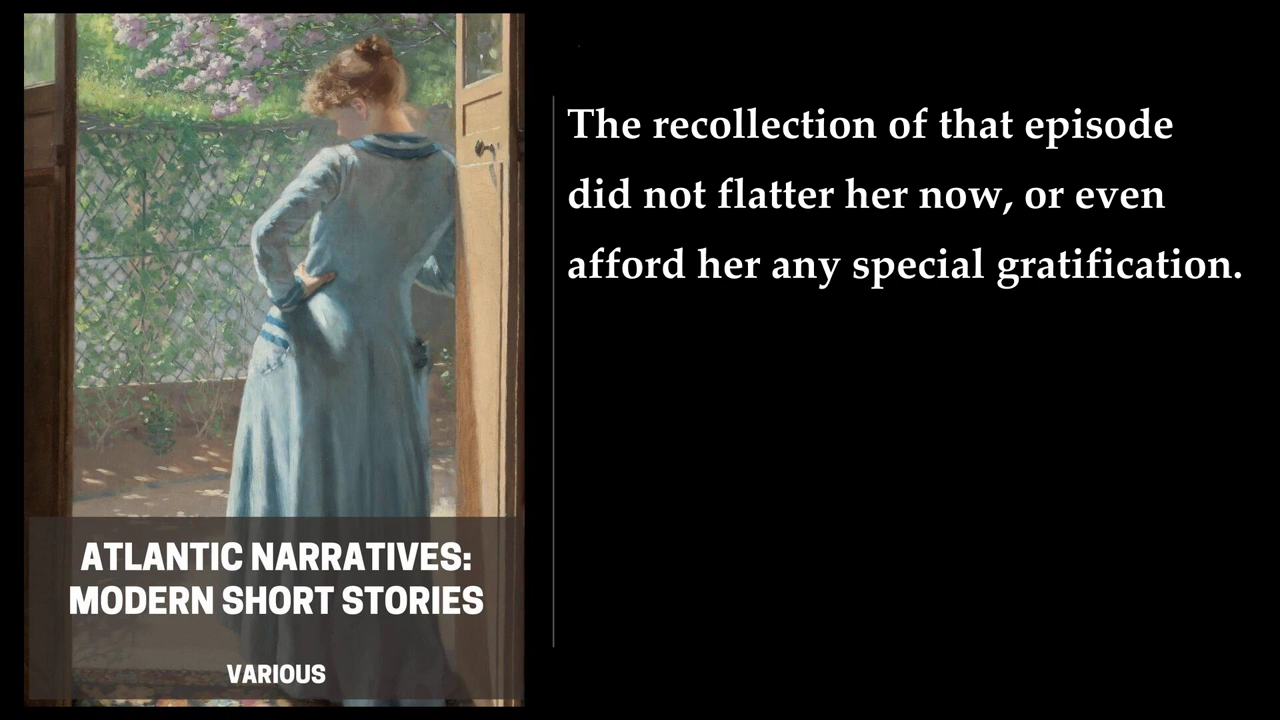 The recollection of that episode
did not flatter her now, or even
afford her any special gratification.
ATLANTIC NARRATIVES:
MODERN SHORT STORIES
VARIOUS